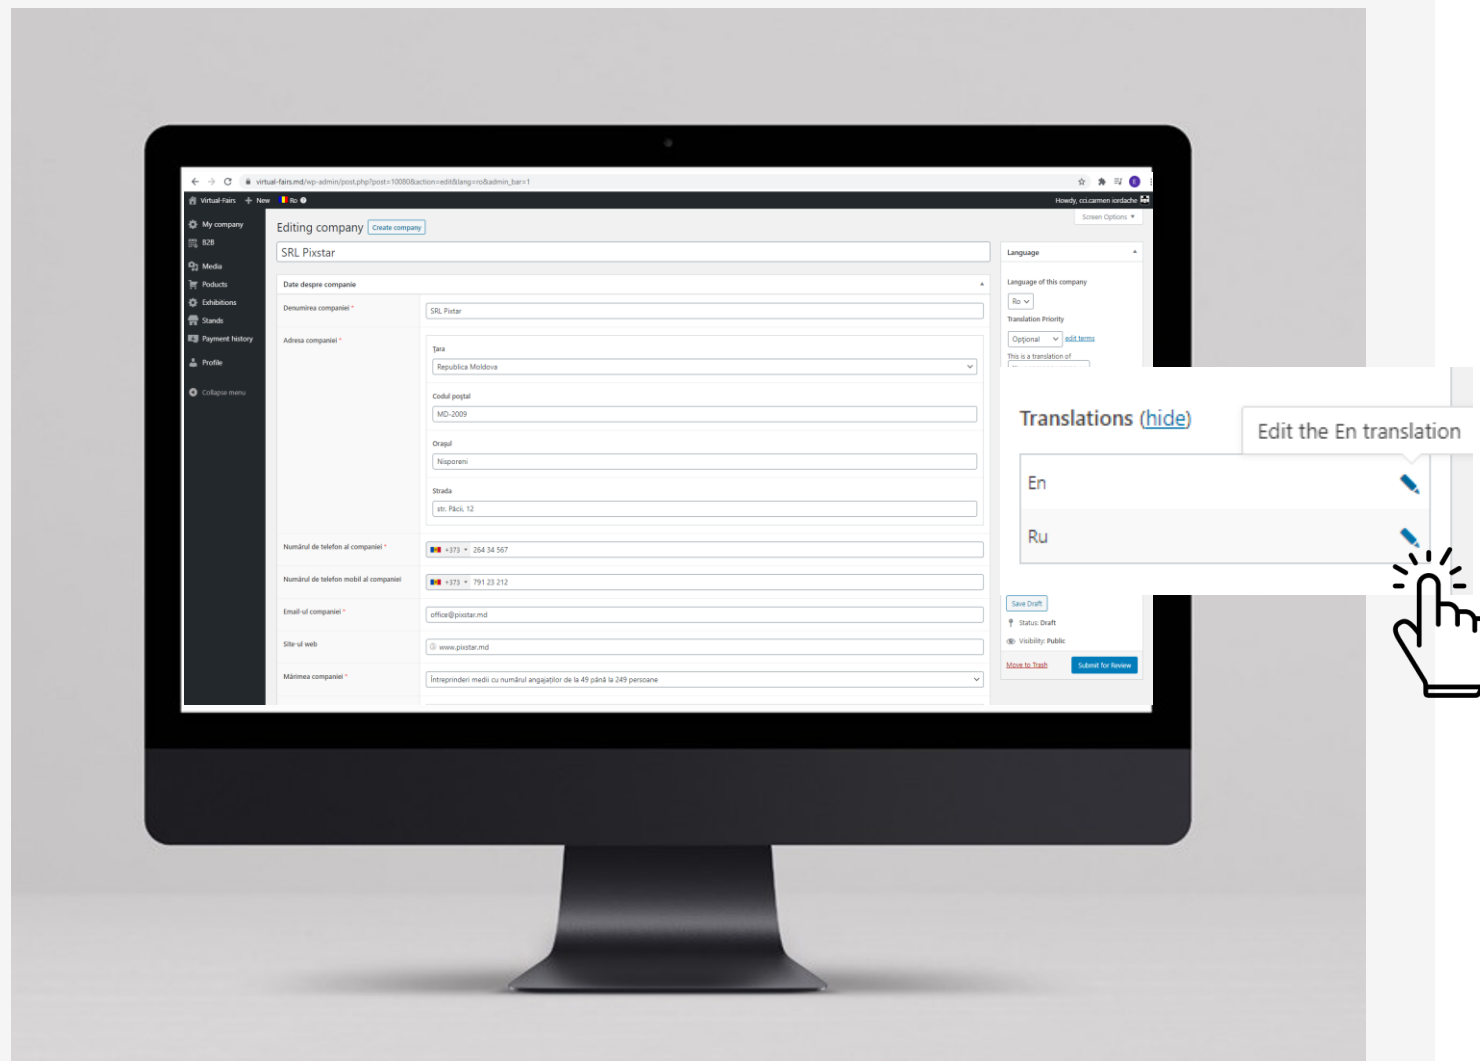 virtual-fairs.md/wp-admin/post.php?post=10080&action=edit&lang=ro&admin_bar=1
Virtual-Fairs
New
Ro
Howdy, cci.carmen iordache
Screen Options
My company
B2B
Media
Poducts
Exhibitions
Stands
Payment history
Profile
Collapse menu
Editing company
Create company
SRL Pixstar
Date despre companie
Denumirea companiei *
SRL Pixtar
Adresa companiei *
Țara
Republica Moldova
Codul poștal
MD-2009
Orașul
Nisporeni
Strada
str. Păcii, 12
Numărul de telefon al companiei *
+373
264 34 567
Numărul de telefon mobil al companiei
+373
791 23 212
Email-ul companiei *
office@pixstar.md
Site-ul web
www.pixstar.md
Mărimea companiei *
Întreprinderi medii cu numărul angajaților de la 49 până la 249 persoane
Language
Language of this company
Ro
Translation Priority
Opțional
edit terms
This is a translation of
Translations (hide)
Edit the En translation
En
Ru
Save Draft
Status: Draft
Visibility: Public
Move to Trash
Submit for Review